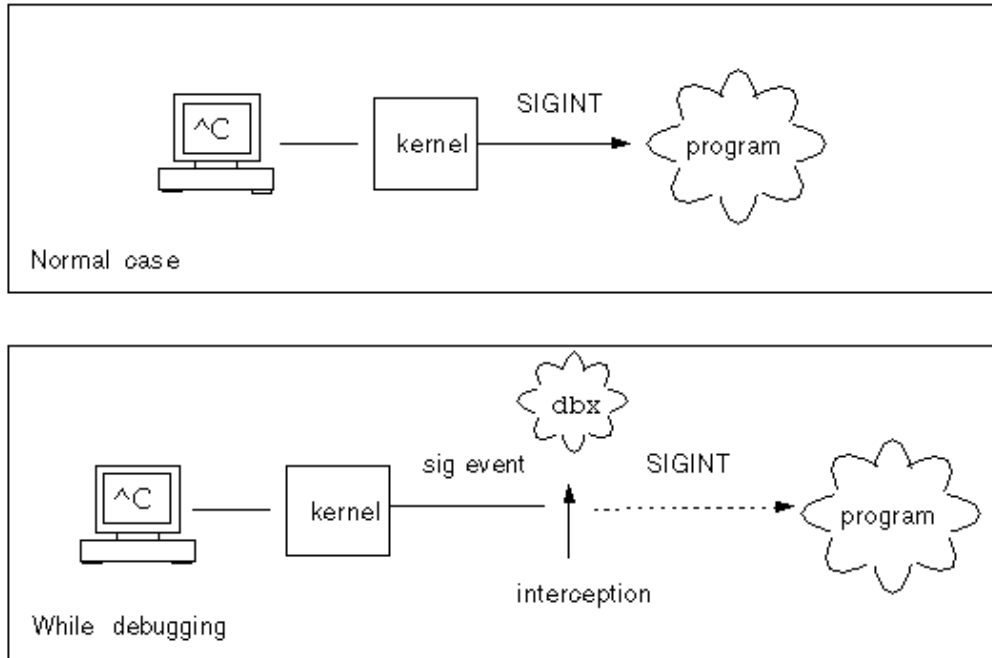 SIGINT
^C
kernel
program
Normal case
dbx
sig event
SIGINT
^C
kernel
program
interception
While debugging